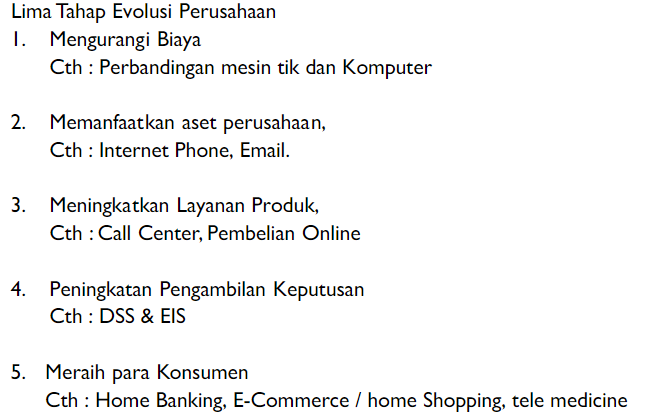 Lima Tahap Evolusi Perusahaan
1. Mengurangi Biaya
Cth : Perbandingan mesin tik dan Komputer
2. Memanfaatkan aset perusahaan,
Cth : Internet Phone, Email.
3. Meningkatkan Layanan Produk,
Cth : Call Center, Pembelian Online
4. Peningkatan Pengambilan Keputusan
Cth : DSS & EIS
5. Meraih para Konsumen
Cth : Home Banking, E-Commerce / home Shopping, tele medicine